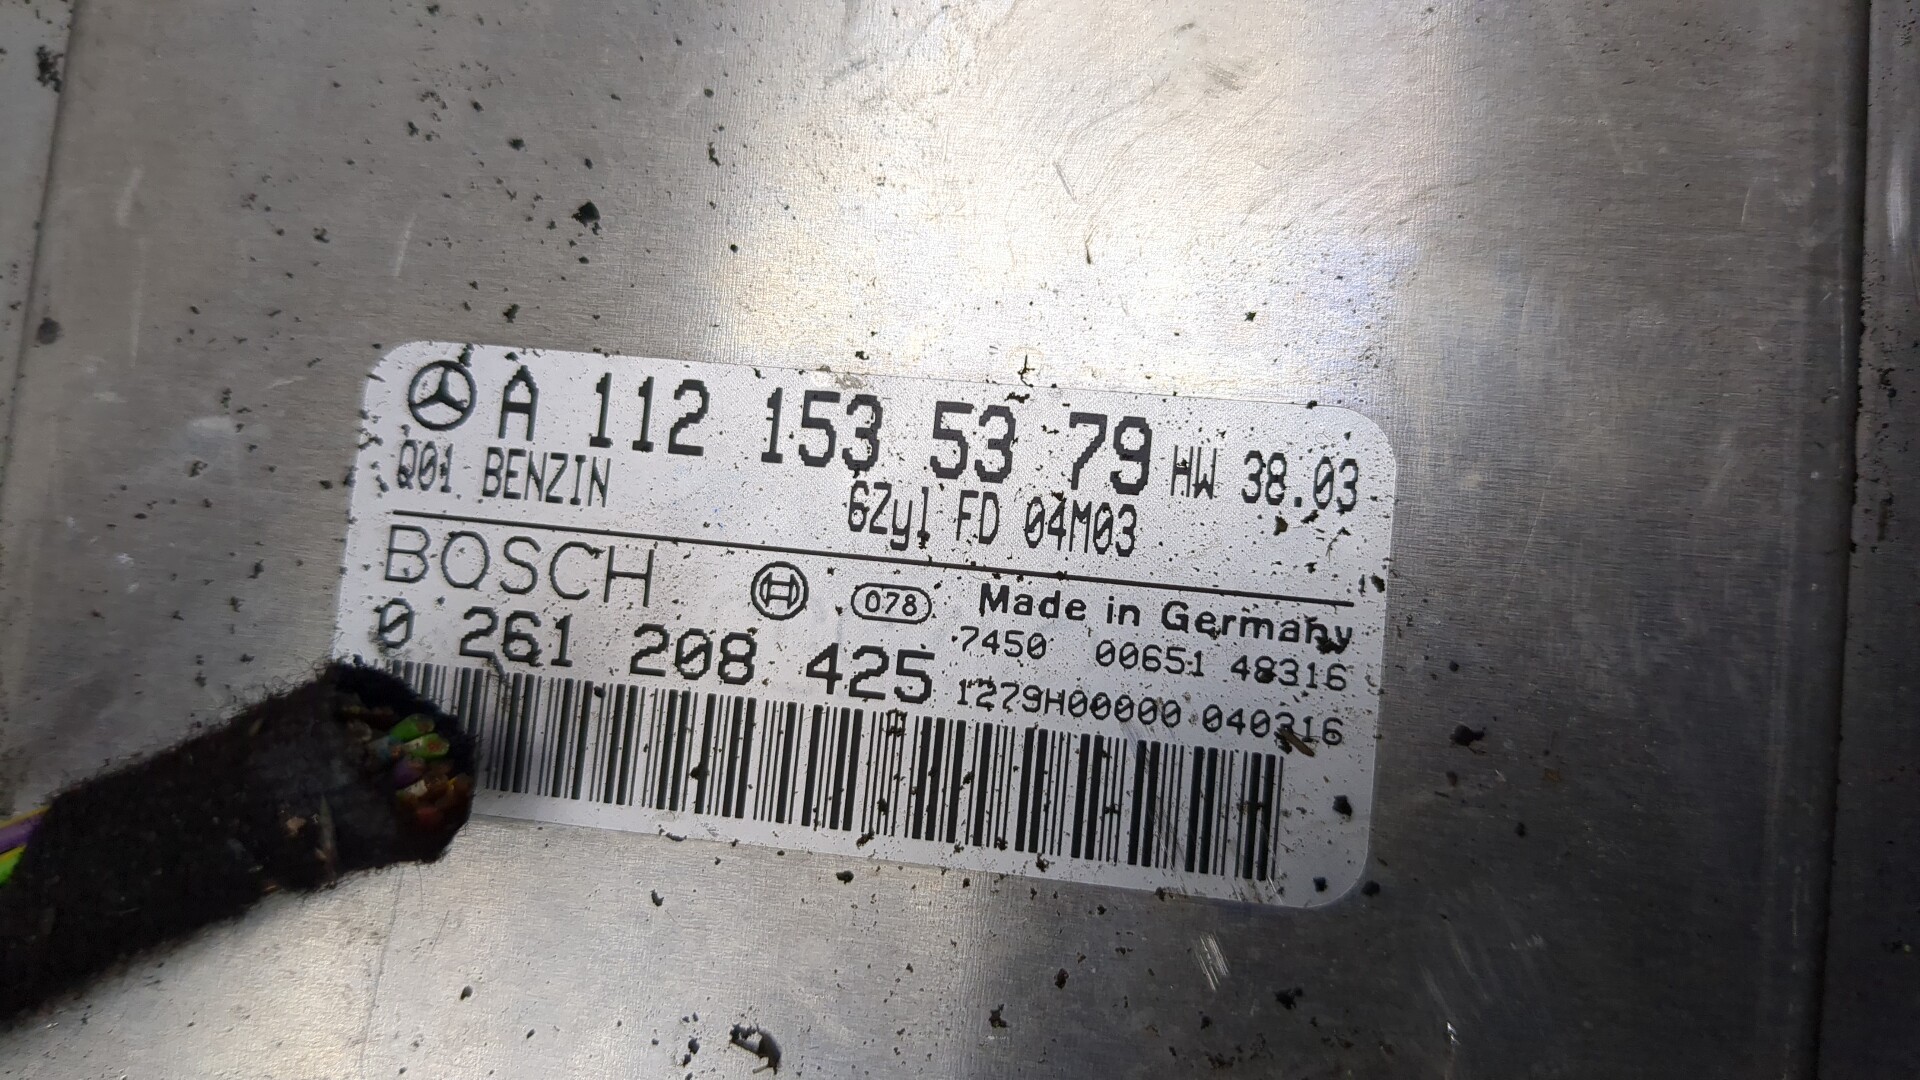 A 112 153 53 79 HW 38.03
Q01 BENZIN 6Zyl FD 04M03
BOSCH 078 Made in Germany
0 261 208 425 7450 00651 48316
1279H00000 040316